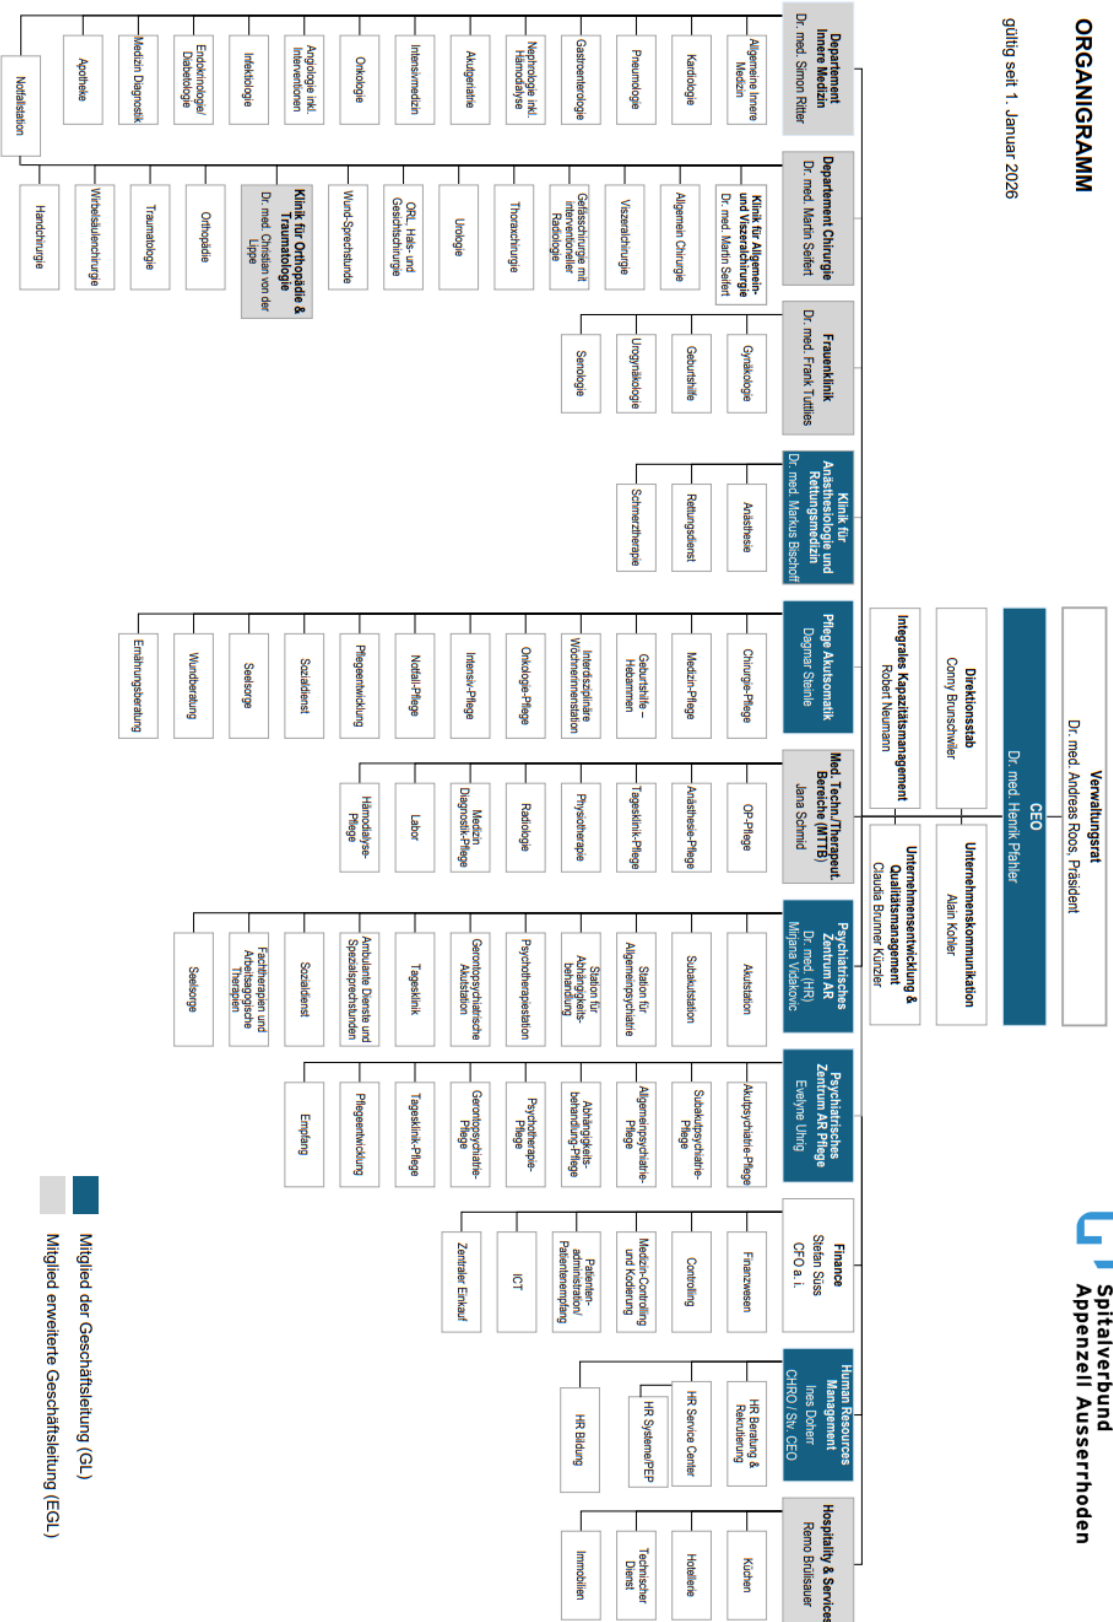 ORGANIGRAMM
gültig seit 1. Januar 2026
Spitalverbund
Appenzell Ausserrhoden
Verwaltungsrat
Dr. med. Andreas Roos, Präsident
CEO
Dr. med. Henrik Pfahler
Direktionsstab
Conny Brunschwiler
Unternehmenskommunikation
Alain Kohler
Integrales Kapazitätsmanagement
Robert Neumann
Unternehmensentwicklung &
Qualitätsmanagement
Claudia Brunner Künzler
Departement
Innere Medizin
Dr. med. Simon Ritter
Allgemeine Innere
Medizin
Kardiologie
Pneumologie
Gastroenterologie
Nephrologie inkl.
Hämodialyse
Akutgeriatrie
Intensivmedizin
Onkologie
Angiologie inkl.
Interventionen
Infektiologie
Endokrinologie/
Diabetologie
Medizin Diagnostik
Apotheke
Notfallstation
Departement Chirurgie
Dr. med. Martin Seifert
Klinik für Allgemein-
und Viszeralchirurgie
Dr. med. Martin Seifert
Allgemein Chirurgie
Viszeralchirurgie
Gefässchirurgie mit
interventioneller
Radiologie
Thoraxchirurgie
Urologie
ORL, Hals- und
Gesichtschirurgie
Wund-Sprechstunde
Klinik für Orthopädie &
Traumatologie
Dr. med. Christian von der
Lippe
Orthopädie
Traumatologie
Wirbelsäulenchirurgie
Handchirurgie
Frauenklinik
Dr. med. Frank Tuttlies
Gynäkologie
Geburtshilfe
Urogynäkologie
Senologie
Klinik für
Anästhesiologie und
Rettungsmedizin
Dr. med. Markus Bischoff
Anästhesie
Rettungsdienst
Schmerztherapie
Pflege Akutsomatik
Dagmar Steinle
Chirurgie-Pflege
Medizin-Pflege
Geburtshilfe –
Hebammen
Interdisziplinäre
Wöchnerinnenstation
Onkologie-Pflege
Intensiv-Pflege
Notfall-Pflege
Pflegeentwicklung
Sozialdienst
Seelsorge
Wundberatung
Ernährungsberatung
Med. Techn./Therapeut.
Bereiche (MTTB)
Jana Schmid
OP-Pflege
Anästhesie-Pflege
Tagesklinik-Pflege
Physiotherapie
Radiologie
Medizin
Diagnostik-Pflege
Labor
Hämodialyse-
Pflege
Psychiatrisches
Zentrum AR
Dr. med. (HR)
Mirjana Vidakovic
Akutstation
Subakutstation
Station für
Allgemeinpsychiatrie
Station für
Abhängigkeits-
behandlung
Psychotherapiestation
Gerontopsychiatrische
Akutstation
Tagesklinik
Ambulante Dienste und
Spezialsprechstunden
Sozialdienst
Fachtherapien und
Arbeitsagogische
Therapien
Seelsorge
Psychiatrisches
Zentrum AR Pflege
Evelyne Uhrig
Akutpsychiatrie-Pflege
Subakutpsychiatrie-
Pflege
Allgemeinpsychiatrie-
Pflege
Abhängigkeits-
behandlung-Pflege
Psychotherapie-
Pflege
Gerontopsychiatrie-
Pflege
Tagesklinik-Pflege
Pflegeentwicklung
Empfang
Finance
Stefan Süss
CFO a. i.
Finanzwesen
Controlling
Medizin-Controlling
und Kodierung
Patienten-
administration/
Patientenempfang
ICT
Zentraler Einkauf
Human Resources
Management
Ines Doherr
CHRO / Stv. CEO
HR Beratung &
Rekrutierung
HR Service Center
HR Systeme/PEP
HR Bildung
Hospitality & Services
Remo Brülisauer
Küchen
Hotellerie
Technischer
Dienst
Immobilien
Mitglied der Geschäftsleitung (GL)
Mitglied erweiterte Geschäftsleitung (EGL)